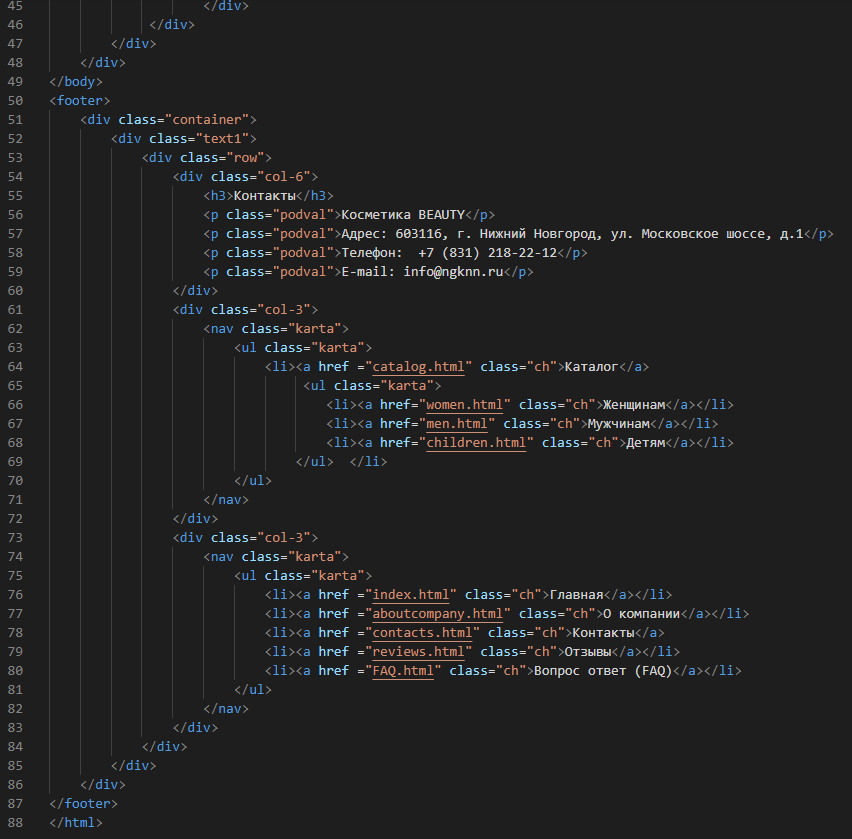 45 </div>
46 </div>
47 </div>
48 </div>
49 </body>
50 <footer>
51 <div class="container">
52 <div class="text1">
53 <div class="row">
54 <div class="col-6">
55 <h3>Контакты</h3>
56 <p class="podval">Косметика BEAUTY</p>
57 <p class="podval">Адрес: 603116, г. Нижний Новгород, ул. Московское шоссе, д.1</p>
58 <p class="podval">Телефон:  +7 (831) 218-22-12</p>
59 <p class="podval">E-mail: info@ngknn.ru</p>
60 </div>
61 <div class="col-3">
62 <nav class="karta">
63 <ul class="karta">
64 <li><a href ="catalog.html" class="ch">Каталог</a>
65 <ul class="karta">
66 <li><a href="women.html" class="ch">Женщинам</a></li>
67 <li><a href="men.html" class="ch">Мужчинам</a></li>
68 <li><a href="children.html" class="ch">Детям</a></li>
69 </ul>  </li>
70 </ul>
71 </nav>
72 </div>
73 <div class="col-3">
74 <nav class="karta">
75 <ul class="karta">
76 <li><a href ="index.html" class="ch">Главная</a></li>
77 <li><a href ="aboutcompany.html" class="ch">О компании</a></li>
78 <li><a href ="contacts.html" class="ch">Контакты</a>
79 <li><a href ="reviews.html" class="ch">Отзывы</a></li>
80 <li><a href ="FAQ.html" class="ch">Вопрос ответ (FAQ)</a></li>
81 </ul>
82 </nav>
83 </div>
84 </div>
85 </div>
86 </div>
87 </footer>
88 </html>